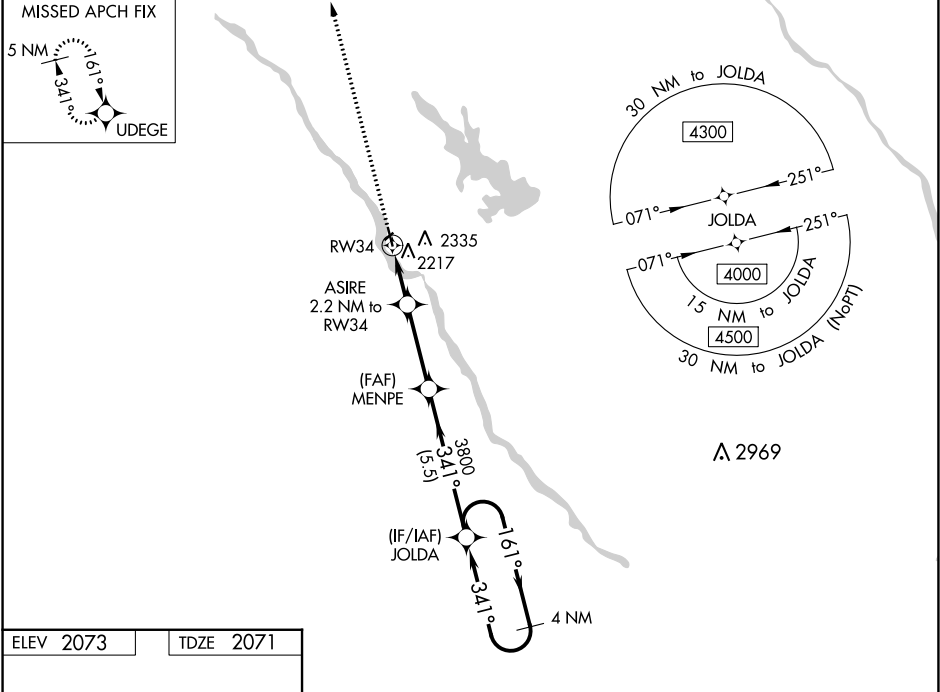 MISSED APCH FIX
5 NM
161°
341°
UDEGE
30 NM to JOLDA
4300
071°
251°
JOLDA
071°
251°
4000
15 NM to JOLDA
4500
30 NM to JOLDA (NoPT)
RW34
2335
2217
ASIRE
2.2 NM to
RW34
(FAF)
MENPE
3800
341°
(5.5)
2969
(IF/IAF)
JOLDA
161°
341°
4 NM
ELEV 2073
TDZE 2071